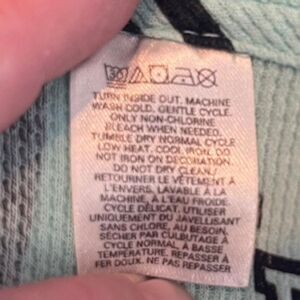 TURN INSIDE OUT. MACHINE
WASH COLD. GENTLE CYCLE.
ONLY NON-CHLORINE
BLEACH WHEN NEEDED.
TUMBLE DRY NORMAL CYCLE
LOW HEAT. COOL IRON. DO
NOT IRON ON DECORATION.
DO NOT DRY CLEAN./
RETOURNER LE VÊTEMENT À
L'ENVERS. LAVABLE À LA
MACHINE, À L'EAU FROIDE.
CYCLE DÉLICAT, UTILISER
UNIQUEMENT DU JAVELLISANT
SANS CHLORE, AU BESOIN.
SÉCHER PAR CULBUTAGE À
CYCLE NORMAL, À BASSE
TEMP. NE PAS REPASSER À
FER DOUX. NE PAS REPASSER